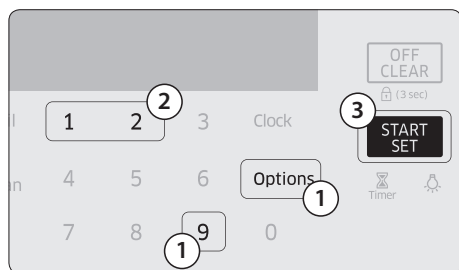 OFF
CLEAR
(3 sec)
1 2 3 Clock
2
3
START
SET
4 5 6 Options
1
Timer
7 8 9 0
1